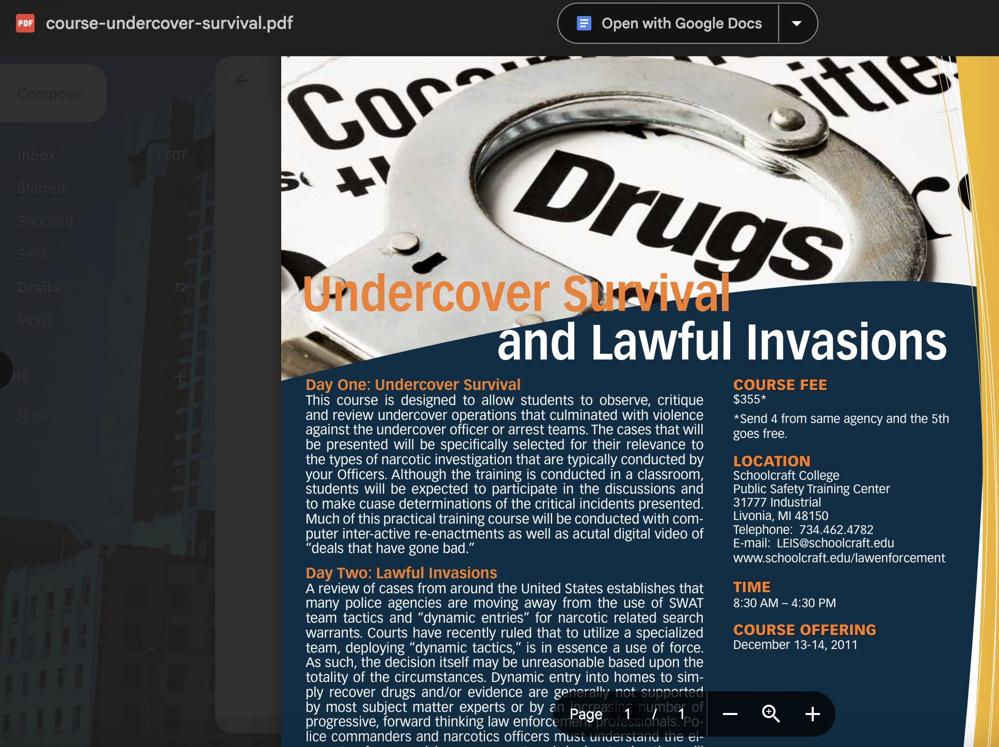 PDF course-undercover-survival.pdf
Open with Google Docs
Compose
Inbox 1,507
Starred
Snoozed
Sent
Drafts 72
More
els
Notes
Drugs
Undercover Survival
and Lawful Invasions
Day One: Undercover Survival
This course is designed to allow students to observe, critique
and review undercover operations that culminated with violence
against the undercover officer or arrest teams. The cases that will
be presented will be specifically selected for their relevance to
the types of narcotic investigation that are typically conducted by
your Officers. Although the training is conducted in a classroom,
students will be expected to participate in the discussions and
to make cuase determinations of the critical incidents presented.
Much of this practical training course will be conducted with com-
puter inter-active re-enactments as well as acutal digital video of
“deals that have gone bad.”
Day Two: Lawful Invasions
A review of cases from around the United States establishes that
many police agencies are moving away from the use of SWAT
team tactics and “dynamic entries” for narcotic related search
warrants. Courts have recently ruled that to utilize a specialized
team, deploying “dynamic tactics,” is in essence a use of force.
As such, the decision itself may be unreasonable based upon the
totality of the circumstances. Dynamic entry into homes to sim-
ply recover drugs and/or evidence are generally not supported
by most subject matter experts or by an increasing number of
progressive, forward thinking law enforcement professionals. Po-
lice commanders and narcotics officers must understand the el-
COURSE FEE
$355*
*Send 4 from same agency and the 5th
goes free.
LOCATION
Schoolcraft College
Public Safety Training Center
31777 Industrial
Livonia, MI 48150
Telephone: 734.462.4782
E-mail: LEIS@schoolcraft.edu
www.schoolcraft.edu/lawenforcement
TIME
8:30 AM – 4:30 PM
COURSE OFFERING
December 13-14, 2011
Page 1 / 1